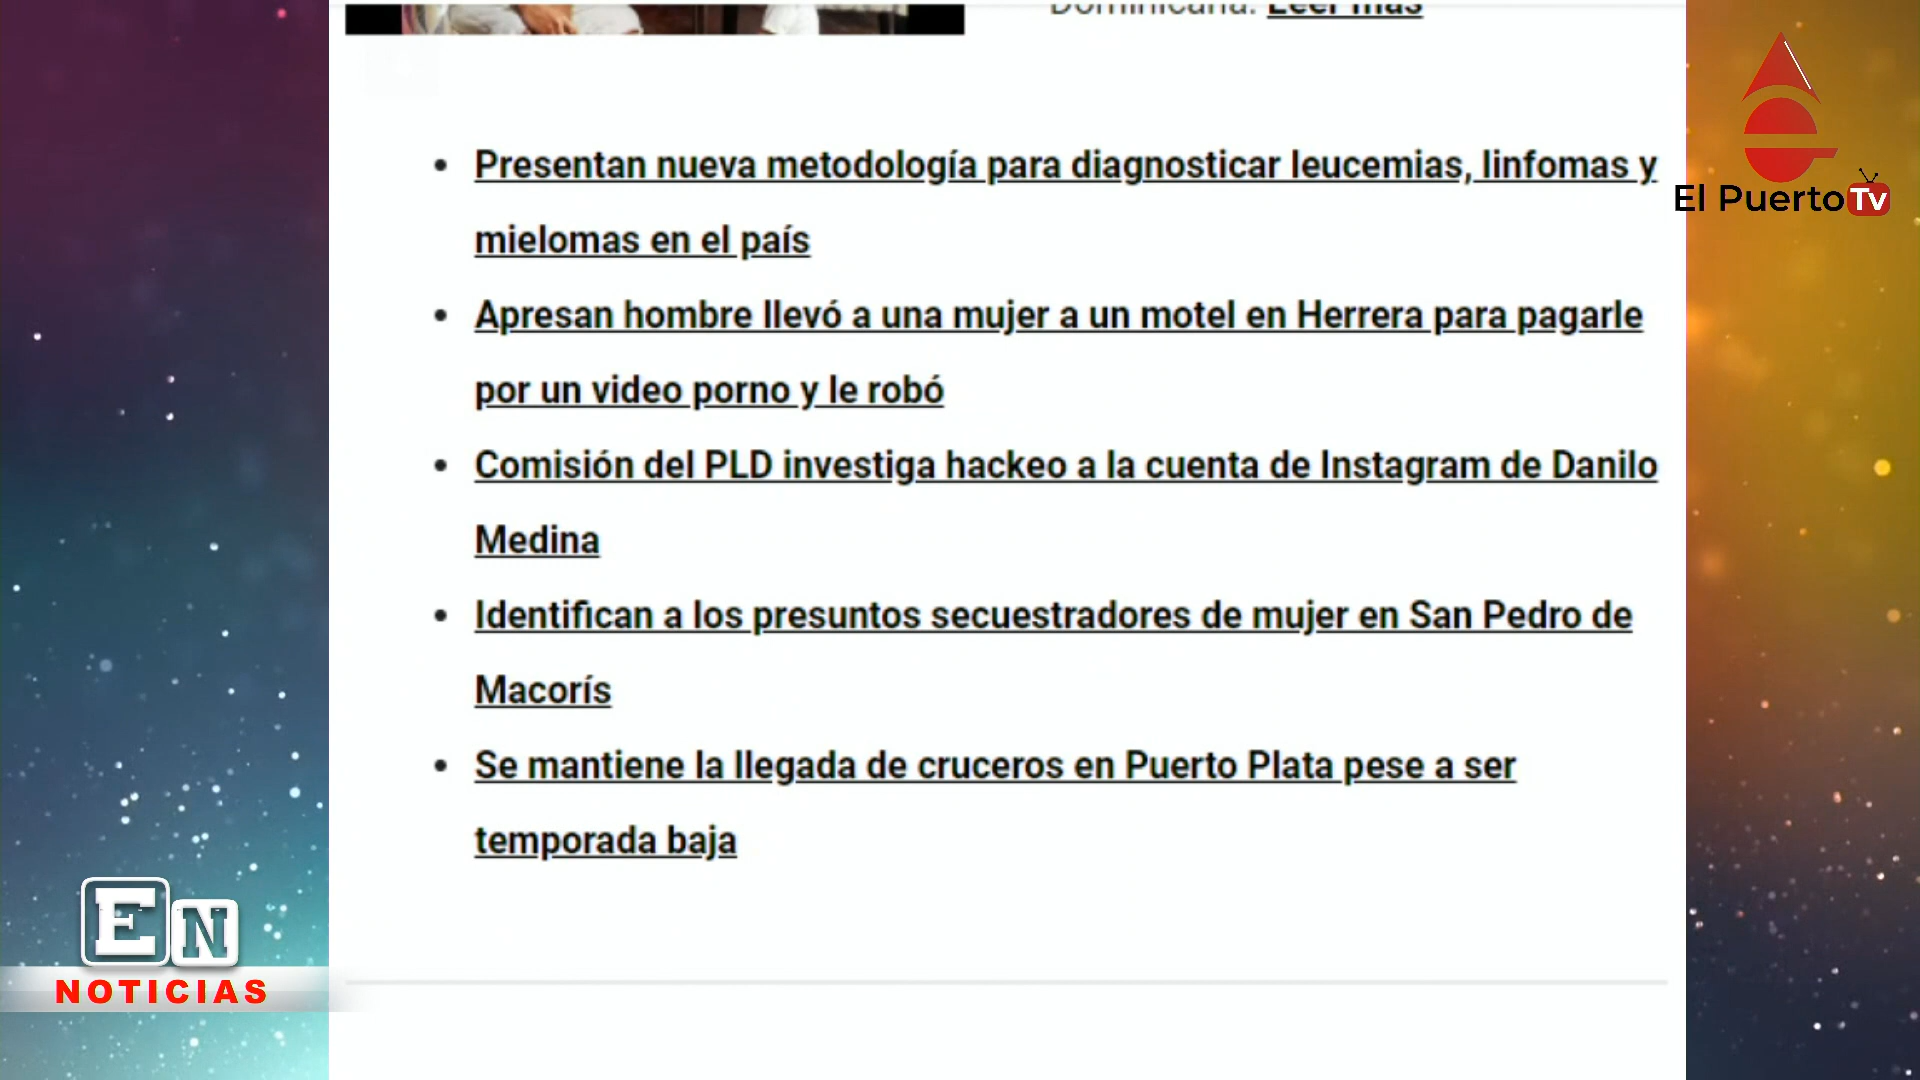 Dominicana. Leer más
Presentan nueva metodología para diagnosticar leucemias, linfomas y
mielomas en el país
Apresan hombre llevó a una mujer a un motel en Herrera para pagarle
por un video porno y le robó
Comisión del PLD investiga hackeo a la cuenta de Instagram de Danilo
Medina
Identifican a los presuntos secuestradores de mujer en San Pedro de
Macorís
Se mantiene la llegada de cruceros en Puerto Plata pese a ser
temporada baja
El Puerto Tv
EN
NOTICIAS